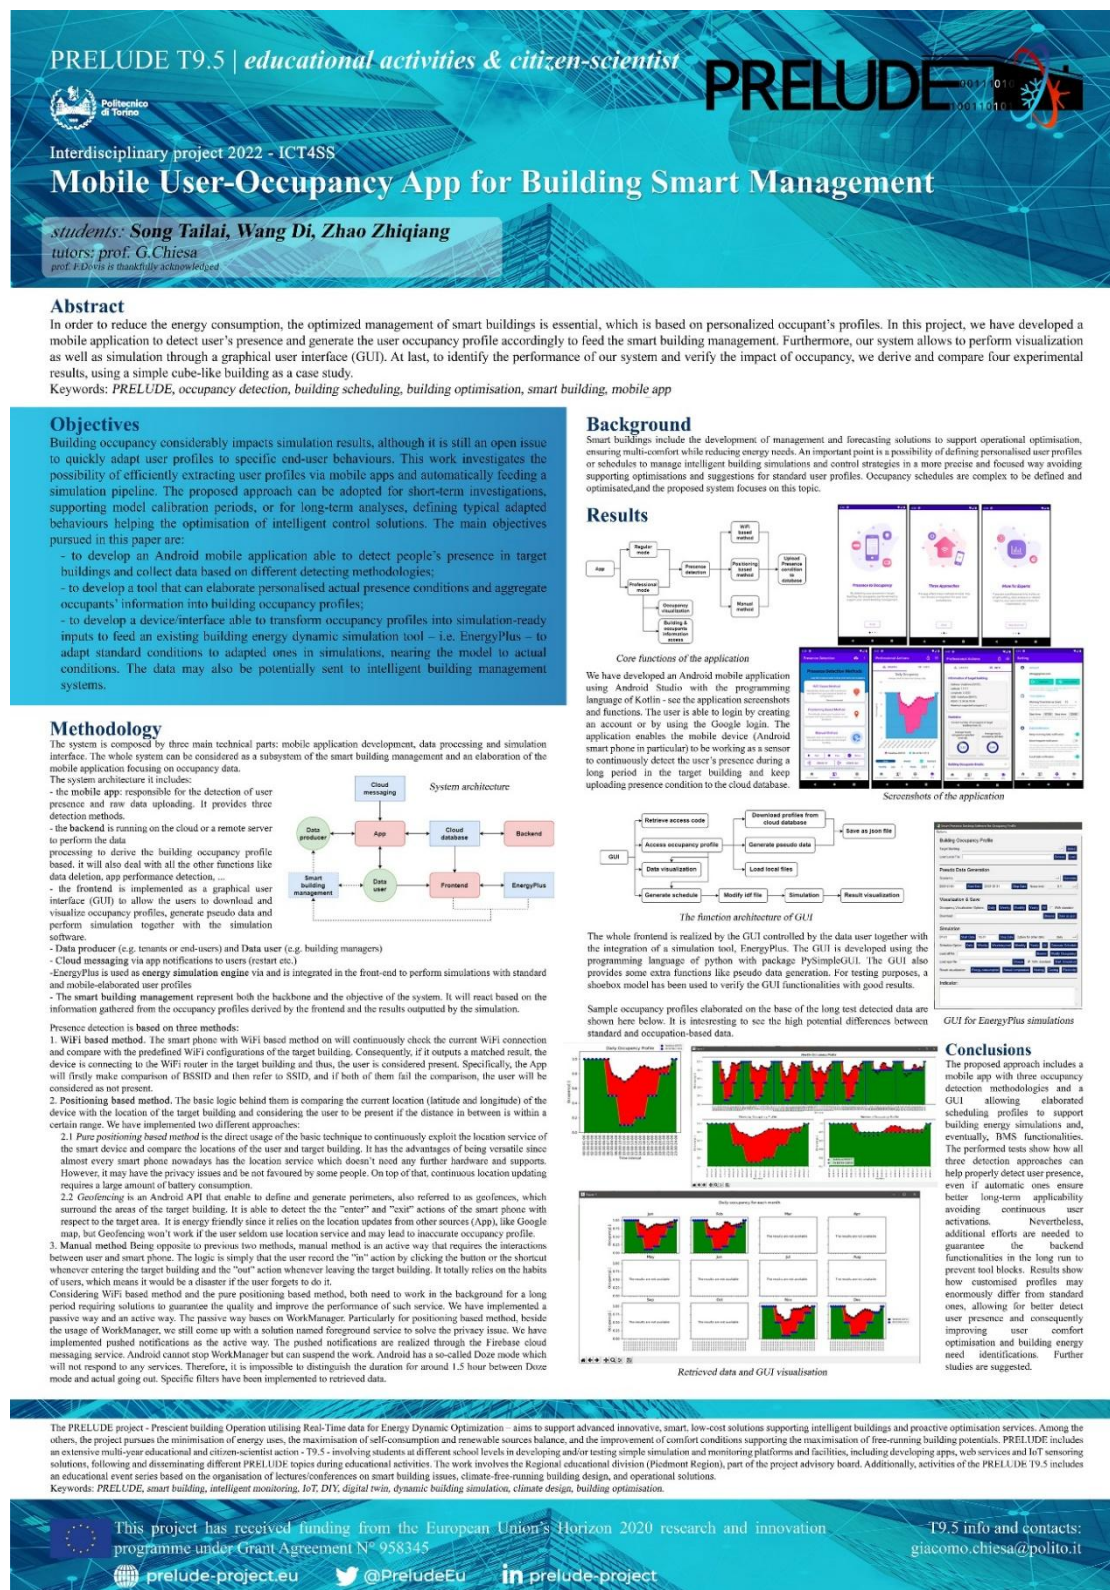 PRELUDE T9.5 | educational activities & citizen-scientist
PRELUDE
Politecnico
di Torino
Interdisciplinary project 2022 - ICT4SS
Mobile User-Occupancy App for Building Smart Management
students: Song Tailai, Wang Di, Zhao Zhiqiang
tutors: prof. G.Chiesa
prof. F.Dovis is thankfully acknowledged
Abstract
In order to reduce the energy consumption, the optimized management of smart buildings is essential, which is based on personalized occupant's profiles. In this project, we have developed a
mobile application to detect user's presence and generate the user occupancy profile accordingly to feed the smart building management. Furthermore, our system allows to perform visualization
as well as simulation through a graphical user interface (GUI). At last, to identify the performance of our system and verify the impact of occupancy, we derive and compare four experimental
results, using a simple cube-like building as a case study.
Keywords: PRELUDE, occupancy detection, building scheduling, building optimisation, smart building, mobile app
Objectives
Building occupancy considerably impacts simulation results, although it is still an open issue
to quickly adapt user profiles to specific end-user behaviours. This work investigates the
possibility of efficiently extracting user profiles via mobile apps and automatically feeding a
simulation pipeline. The proposed approach can be adopted for short-term investigations,
supporting model calibration periods, or for long-term analyses, defining typical adapted
behaviours helping the optimisation of intelligent control solutions. The main objectives
pursued in this paper are:
- to develop an Android mobile application able to detect people's presence in target
buildings and collect data based on different detecting methodologies;
- to develop a tool that can elaborate personalised actual presence conditions and aggregate
occupants' information into building occupancy profiles;
- to develop a device/interface able to transform occupancy profiles into simulation-ready
inputs to feed an existing building energy dynamic simulation tool – i.e. EnergyPlus – to
adapt standard conditions to adapted ones in simulations, nearing the model to actual
conditions. The data may also be potentially sent to intelligent building management
systems.
Methodology
The system is composed by three main technical parts: mobile application development, data processing and simulation
interface. The whole system can be considered as a subsystem of the smart building management and an elaboration of the
mobile application focusing on occupancy data.
The system architecture it includes:
- the mobile app: responsible for the detection of user
presence and raw data uploading. It provides three
detection methods.
- the backend is running on the cloud or a remote server
to perform the data
processing to derive the building occupancy profile
based. it will also deal with all the other functions like
data deletion, app performance detection, ...
- the frontend is implemented as a graphical user
interface (GUI) to allow the users to download and
visualize occupancy profiles, generate pseudo data and
perform simulation together with the simulation
software.
Cloud
messaging
System architecture
Data
producer
App
Cloud
database
Backend
Smart
building
management
Data
user
Frontend
EnergyPlus
- Data producer (e.g. tenants or end-users) and Data user (e.g. building managers)
- Cloud messaging via app notifications to users (restart etc.)
-EnergyPlus is used as energy simulation engine via and is integrated in the front-end to perform simulations with standard
and mobile-elaborated user profiles
- The smart building management represent both the backbone and the objective of the system. It will react based on the
information gathered from the occupancy profiles derived by the frontend and the results outputted by the simulation.
Presence detection is based on three methods:
1. WiFi based method. The smart phone with WiFi based method on will continuously check the current WiFi connection
and compare with the predefined WiFi configurations of the target building. Consequently, if it outputs a matched result, the
device is connecting to the WiFi router in the target building and thus, the user is considered present. Specifically, the App
will firstly make comparison of BSSID and then refer to SSID, and if both of them fail the comparison, the user will be
considered as not present.
2. Positioning based method. The basic logic behind them is comparing the current location (latitude and longitude) of the
device with the location of the target building and considering the user to be present if the distance in between is within a
certain range. We have implemented two different approaches:
2.1 Pure positioning based method is the direct usage of the basic technique to continuously exploit the location service of
the smart device and compare the locations of the user and target building. It has the advantages of being versatile since
almost every smart phone nowadays has the location service which doesn't need any further hardware and supports.
However, it may have the privacy issues and be not favoured by some people. On top of that, continuous location updating
requires a large amount of battery consumption.
2.2 Geofencing is an Android API that enable to define and generate perimeters, also referred to as geofences, which
surround the areas of the target building. It is able to detect the the "enter" and "exit" actions of the smart phone with
respect to the target area. It is energy friendly since it relies on the location updates from other sources (App), like Google
map, but Geofencing won't work if the user seldom use location service and may lead to inaccurate occupancy profile.
3. Manual method Being opposite to previous two methods, manual method is an active way that requires the interactions
between user and smart phone. The logic is simply that the user record the "in" action by clicking the button or the shortcut
whenever entering the target building and the "out" action whenever leaving the target building. It totally relies on the habits
of users, which means it would be a disaster if the user forgets to do it.
Considering WiFi based method and the pure positioning based method, both need to work in the background for a long
period requiring solutions to guarantee the quality and improve the performance of such service. We have implemented a
passive way and an active way. The passive way bases on WorkManager. Particularly for positioning based method, beside
the usage of WorkManager, we still come up with a solution named foreground service to solve the privacy issue. We have
implemented pushed notifications as the active way. The pushed notifications are realized through the Firebase cloud
messaging service. Android cannot stop WorkManager but can suspend the work. Android has a so-called Doze mode which
will not respond to any services. Therefore, it is impossible to distinguish the duration for around 1.5 hour between Doze
mode and actual going out. Specific filters have been implemented to retrieved data.
Background
Smart buildings include the development of management and forecasting solutions to support operational optimisation,
ensuring multi-comfort while reducing energy needs. An important point is a possibility of defining personalised user profiles
or schedules to manage intelligent building simulations and control strategies in a more precise and focused way avoiding
supporting optimisations and suggestions for standard user profiles. Occupancy schedules are complex to be defined and
optimisated,and the proposed system focuses on this topic.
Results
App
Regular
mode
Professional
mode
Presence
detection
WiFi
based
method
Positioning
based
method
Manual
method
Upload
Presence
condition
to
database
Occupancy
visualization
Building &
occupants
information
access
Core functions of the application
We have developed an Android mobile application
using Android Studio with the programming
language of Kotlin - see the application screenshots
and functions. The user is able to login by creating
an account or by using the Google login. The
application enables the mobile device (Android
smart phone in particular) to be working as a sensor
to continuously detect the user's presence during a
long period in the target building and keep
uploading presence condition to the cloud database.
Screenshots of the application
GUI
Retrieve access code
Access occupancy profile
Data visualization
Generate schedule
Download profiles from
cloud database
Generate pseudo data
Load local files
Save as json file
Modify idf file
Simulation
Result visualization
The function architecture of GUI
The whole frontend is realized by the GUI controlled by the data user together with
the integration of a simulation tool, EnergyPlus. The GUI is developed using the
programming language of python with package PySimpleGUI. The GUI also
provides some extra functions like pseudo data generation. For testing purposes, a
shoebox model has been used to verify the GUI functionalities with good results.
Sample occupancy profiles elaborated on the base of the long test detected data are
shown here below. It is insteresting to see the high potential differences between
standard and occupation-based data.
Building Occupancy Profile
Pseudo Data Generation
Visualization & Save
Simulation
Indicator:
GUI for EnergyPlus simulations
Daily Occupancy Profile
Retrieved data and GUI visualisation
Conclusions
The proposed approach includes a
mobile app with three occupancy
detection methodologies and a
GUI allowing elaborated
scheduling profiles to support
building energy simulations and,
eventually, BMS functionalities.
The performed tests show how all
three detection approaches can
help properly detect user presence,
even if automatic ones ensure
better long-term applicability
avoiding continuous user
activations. Nevertheless,
additional efforts are needed to
guarantee the backend
functionalities in the long run to
prevent tool blocks. Results show
how customised profiles may
enormously differ from standard
ones, allowing for better detect
user presence and consequently
improving user comfort
optimisation and building energy
need identifications. Further
studies are suggested.
The PRELUDE project - Prescient building Operation utilising Real-Time data for Energy Dynamic Optimization – aims to support advanced innovative, smart, low-cost solutions supporting intelligent buildings and proactive optimisation services. Among the
others, the project pursues the minimisation of energy uses, the maximisation of self-consumption and renewable sources balance, and the improvement of comfort conditions supporting the maximisation of free-running building potentials. PRELUDE includes
an extensive multi-year educational and citizen-scientist action - T9.5 - involving students at different school levels in developing and/or testing simple simulation and monitoring platforms and facilities, including developing apps, web services and IoT sensoring
solutions, following and disseminating different PRELUDE topics during educational activities. The work involves the Regional educational division (Piedmont Region), part of the project advisory board. Additionally, activities of the PRELUDE T9.5 includes
an educational event series based on the organisation of lectures/conferences on smart building issues, climate-free-running building design, and operational solutions.
Keywords: PRELUDE, smart building, intelligent monitoring, IoT, DIY, digital twin, dynamic building simulation, climate design, building optimisation.
This project has received funding from the European Union's Horizon 2020 research and innovation
programme under Grant Agreement N° 958345
prelude-project.eu
@PreludeEu
prelude-project
T9.5 info and contacts:
giacomo.chiesa@polito.it